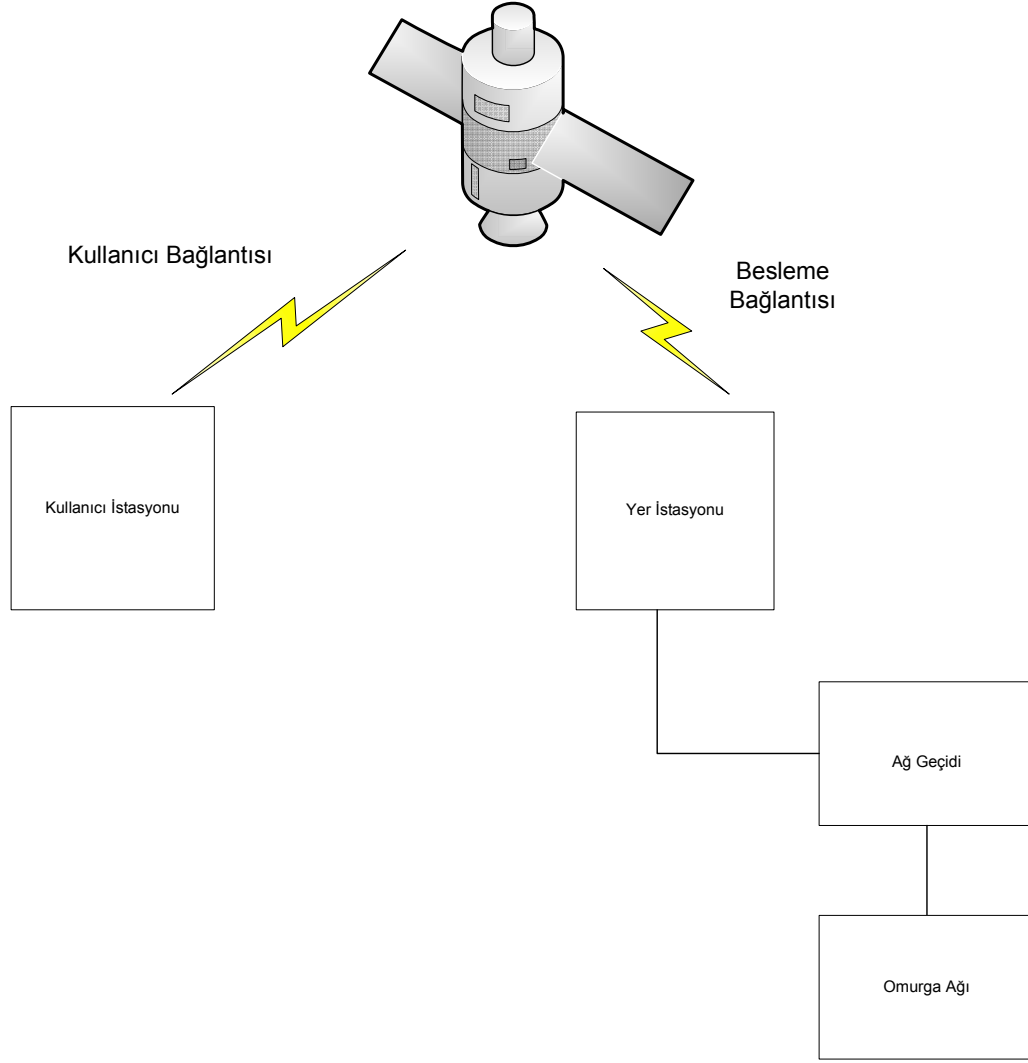 Kullanıcı Bağlantısı
Besleme
Bağlantısı
Kullanıcı İstasyonu
Yer İstasyonu
Ağ Geçidi
Omurga Ağı